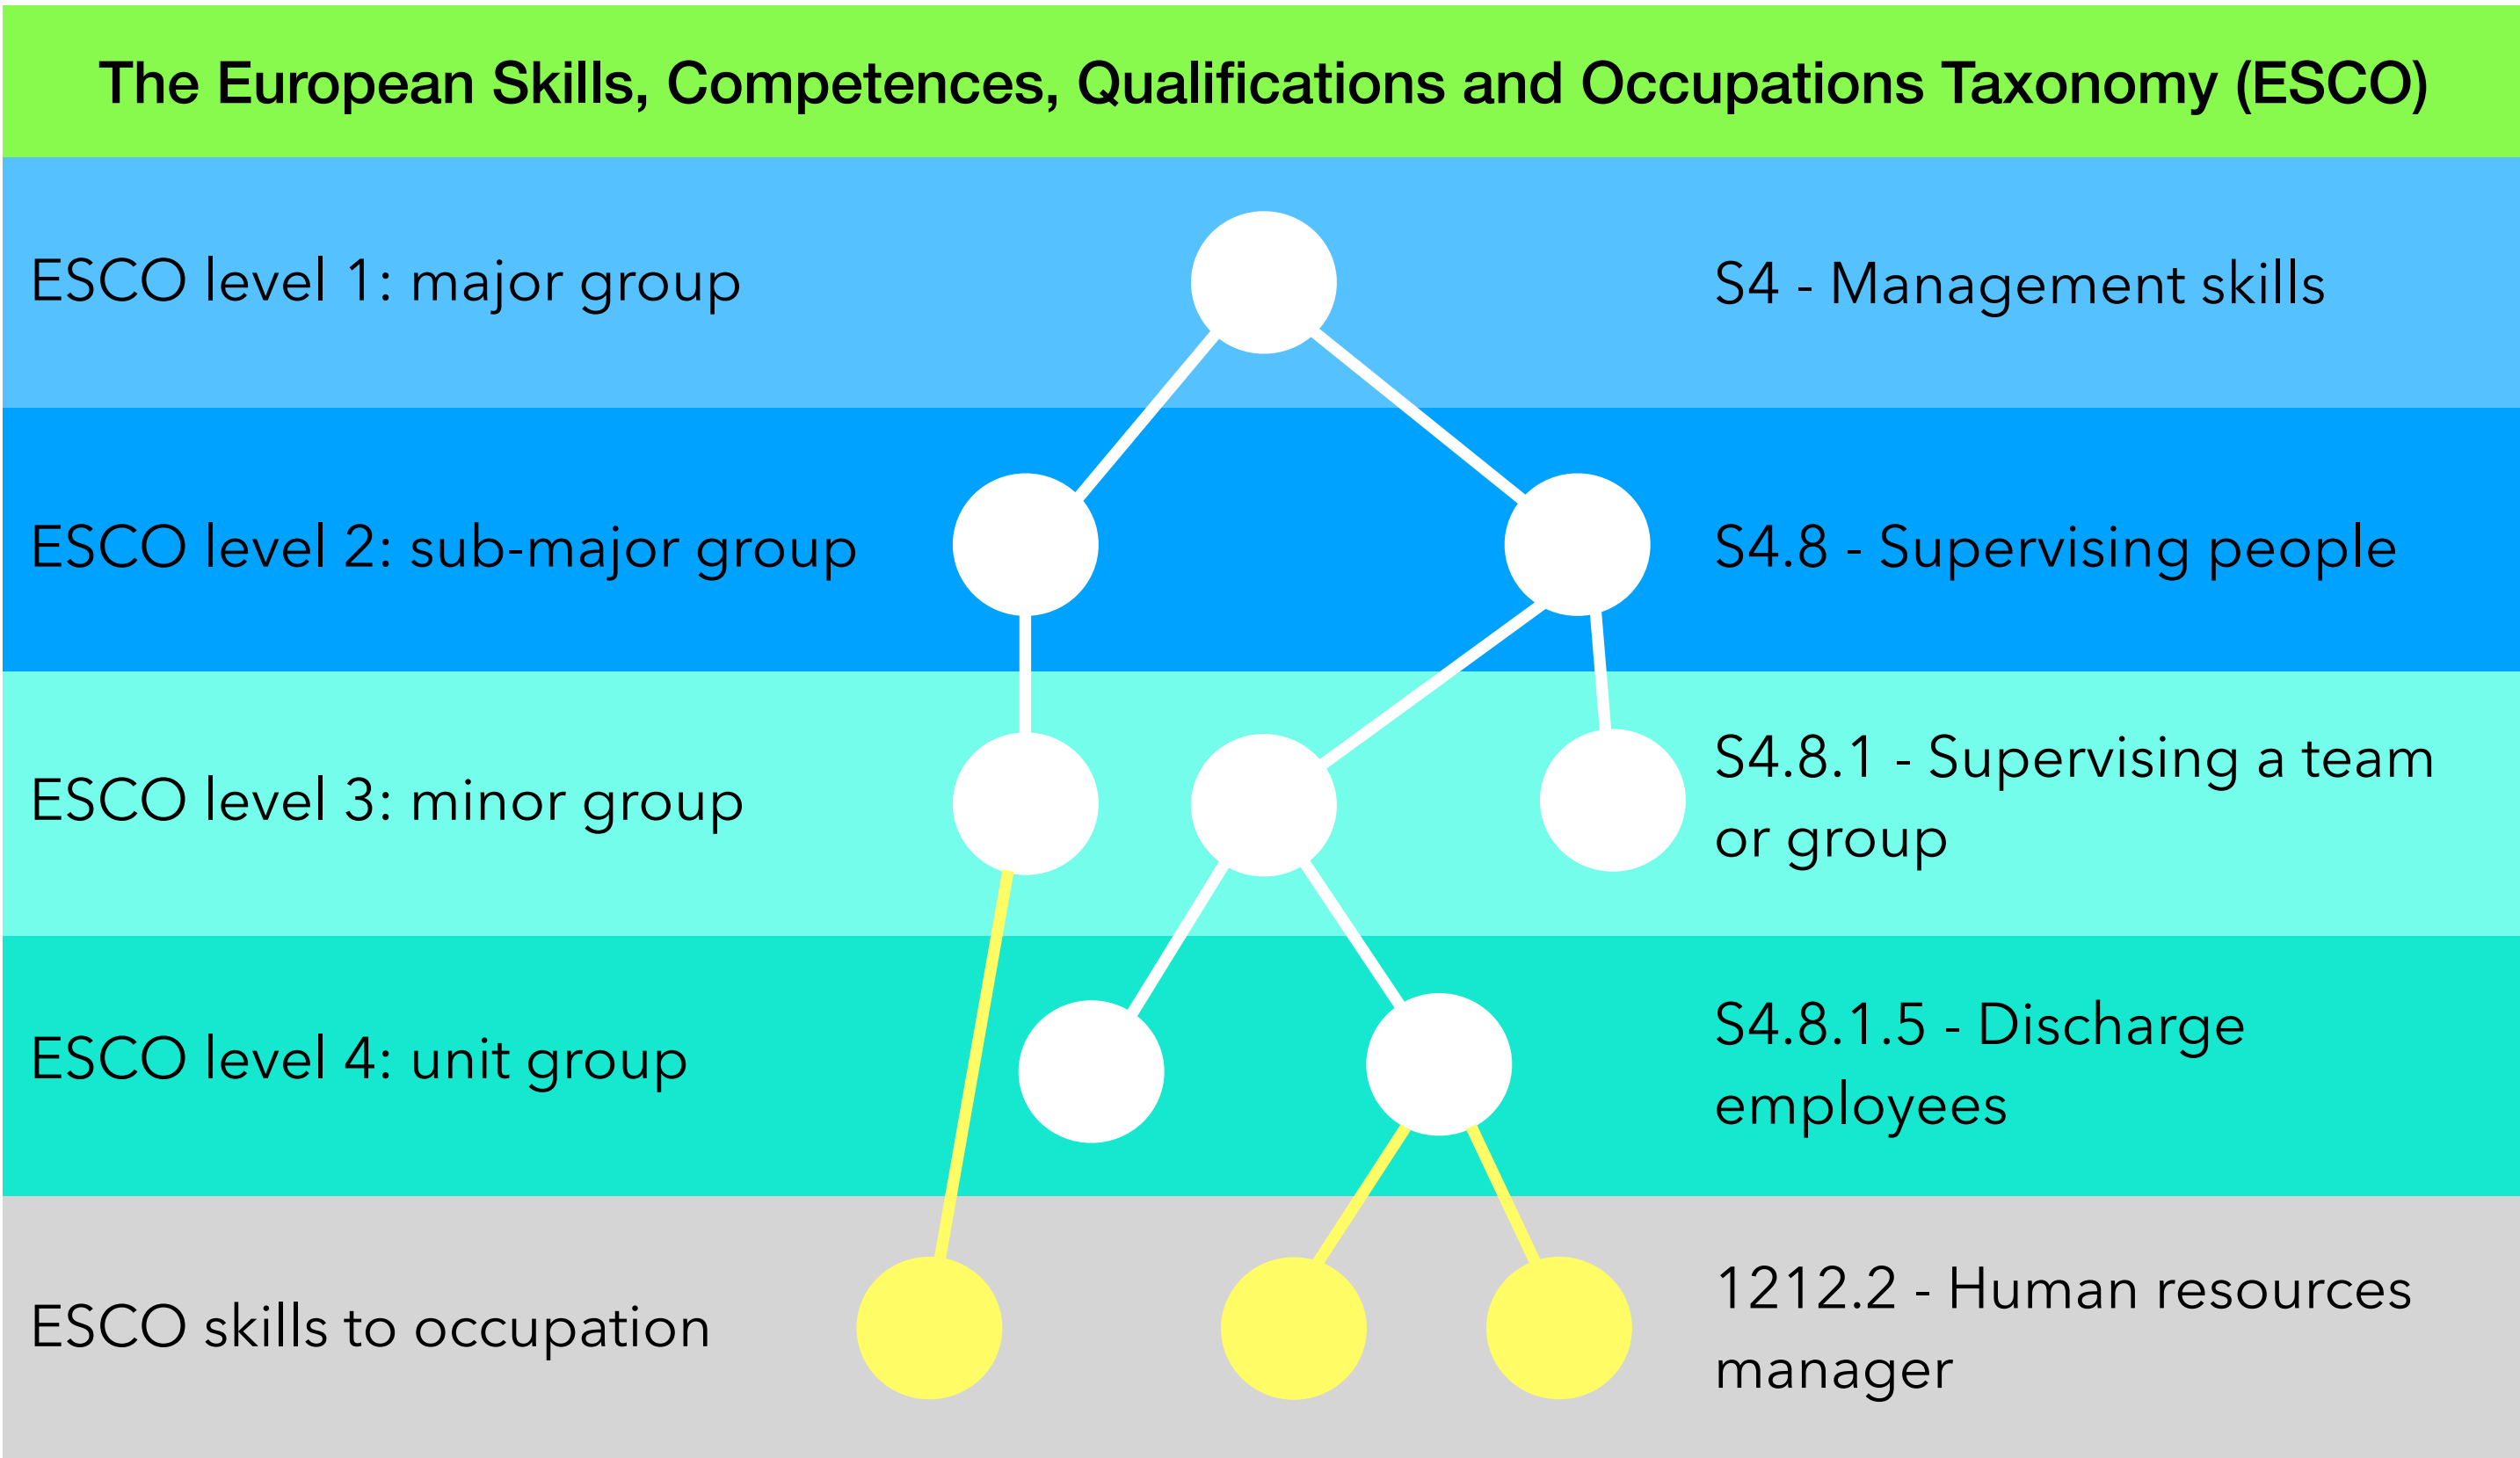 The European Skills, Competences, Qualifications and Occupations Taxonomy (ESCO)
ESCO level 1: major group
S4 - Management skills
ESCO level 2: sub-major group
S4.8 - Supervising people
ESCO level 3: minor group
S4.8.1 - Supervising a team
or group
ESCO level 4: unit group
S4.8.1.5 - Discharge
employees
ESCO skills to occupation
1212.2 - Human resources
manager